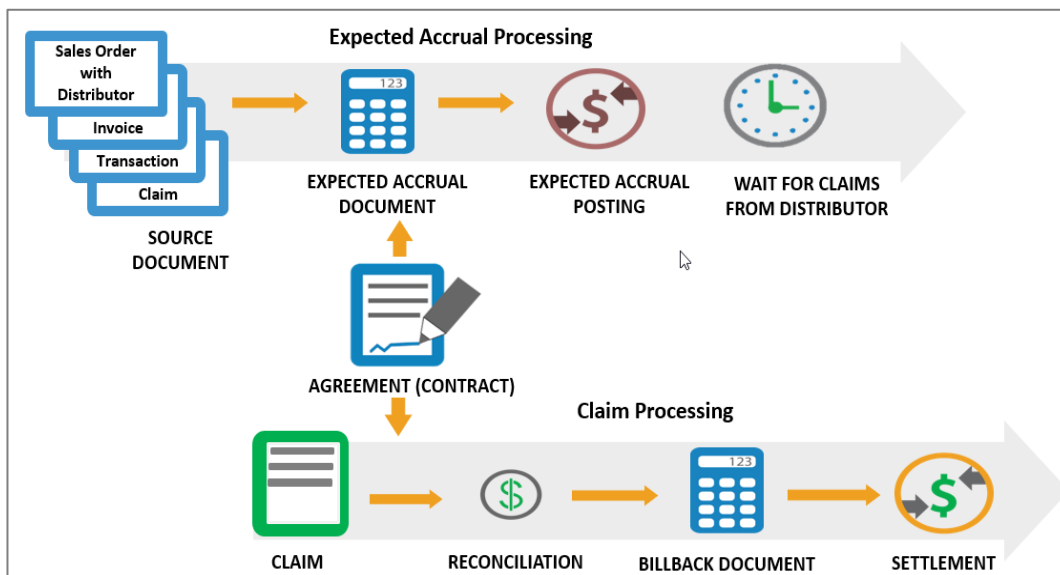 Expected Accrual Processing
Sales Order
with
Distributor
Invoice
Transaction
Claim
SOURCE
DOCUMENT
123
EXPECTED ACCRUAL
DOCUMENT
$
EXPECTED ACCRUAL
POSTING
WAIT FOR CLAIMS
FROM DISTRIBUTOR
AGREEMENT (CONTRACT)
Claim Processing
CLAIM
$
RECONCILIATION
123
BILLBACK DOCUMENT
$
SETTLEMENT